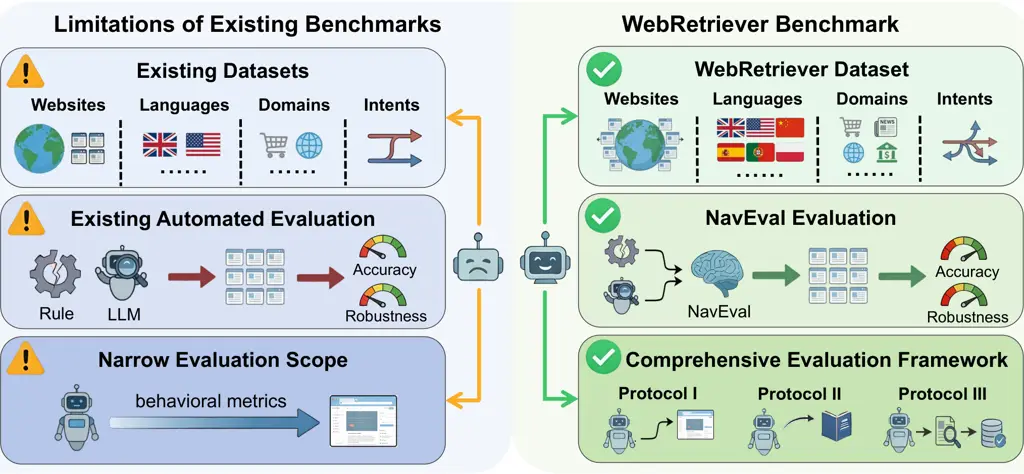 Limitations of Existing Benchmarks
Existing Datasets
Websites
Languages
Domains
Intents
......
......
Existing Automated Evaluation
Rule
LLM
Accuracy
Robustness
Narrow Evaluation Scope
behavioral metrics
WebRetriever Benchmark
WebRetriever Dataset
Websites
Languages
Domains
Intents
NEWS
......
......
NavEval Evaluation
NavEval
Accuracy
Robustness
Comprehensive Evaluation Framework
Protocol I
Protocol II
Protocol III